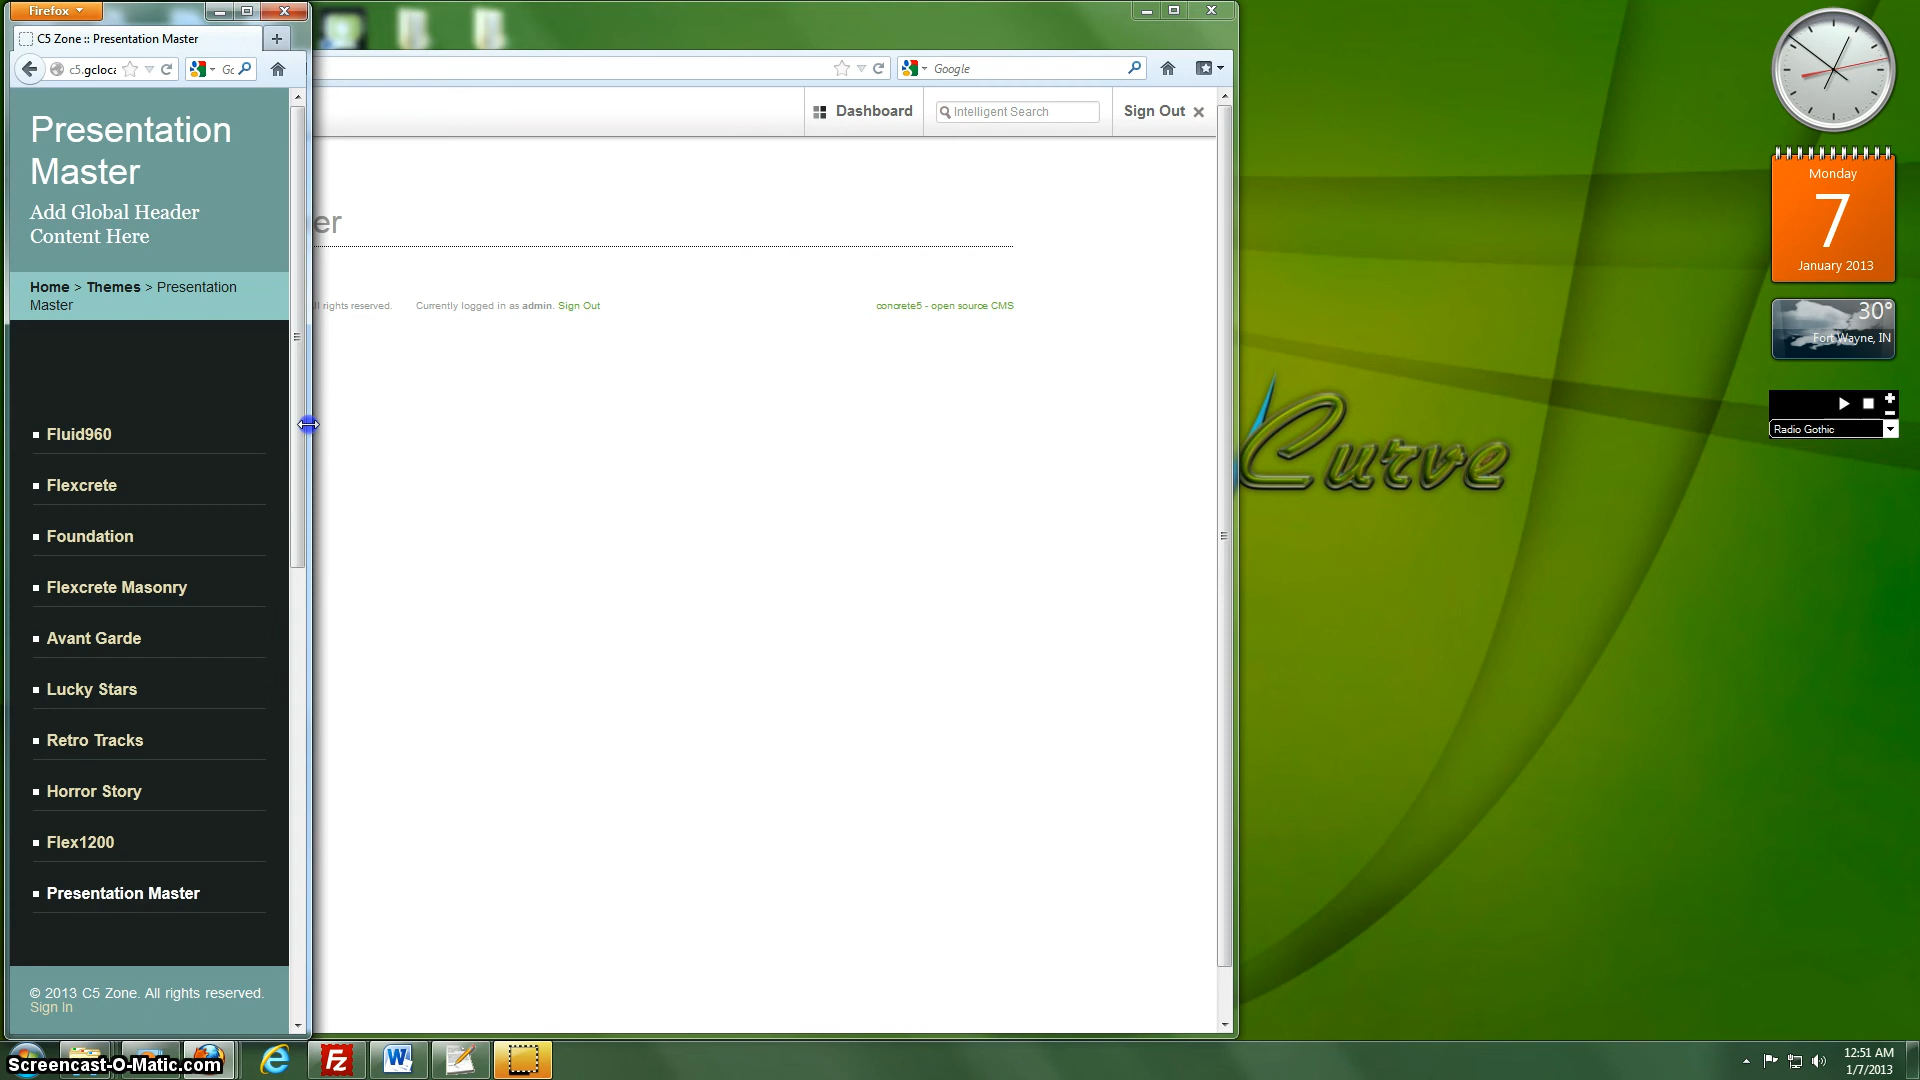 Firefox
C5 Zone :: Presentation Master
c5.gcloca
Google
Dashboard
Intelligent Search
Sign Out
Presentation
Master
Add Global Header
Content Here
er
Home > Themes > Presentation
Master
ll rights reserved.
Currently logged in as admin. Sign Out
concrete5 - open source CMS
Fluid960
Flexcrete
Foundation
Flexcrete Masonry
Avant Garde
Lucky Stars
Retro Tracks
Horror Story
Flex1200
Presentation Master
© 2013 C5 Zone. All rights reserved.
Sign In
Curve
Monday
7
January 2013
30°
Fort Wayne, IN
Radio Gothic
Screencast-O-Matic.com
12:51 AM
1/7/2013